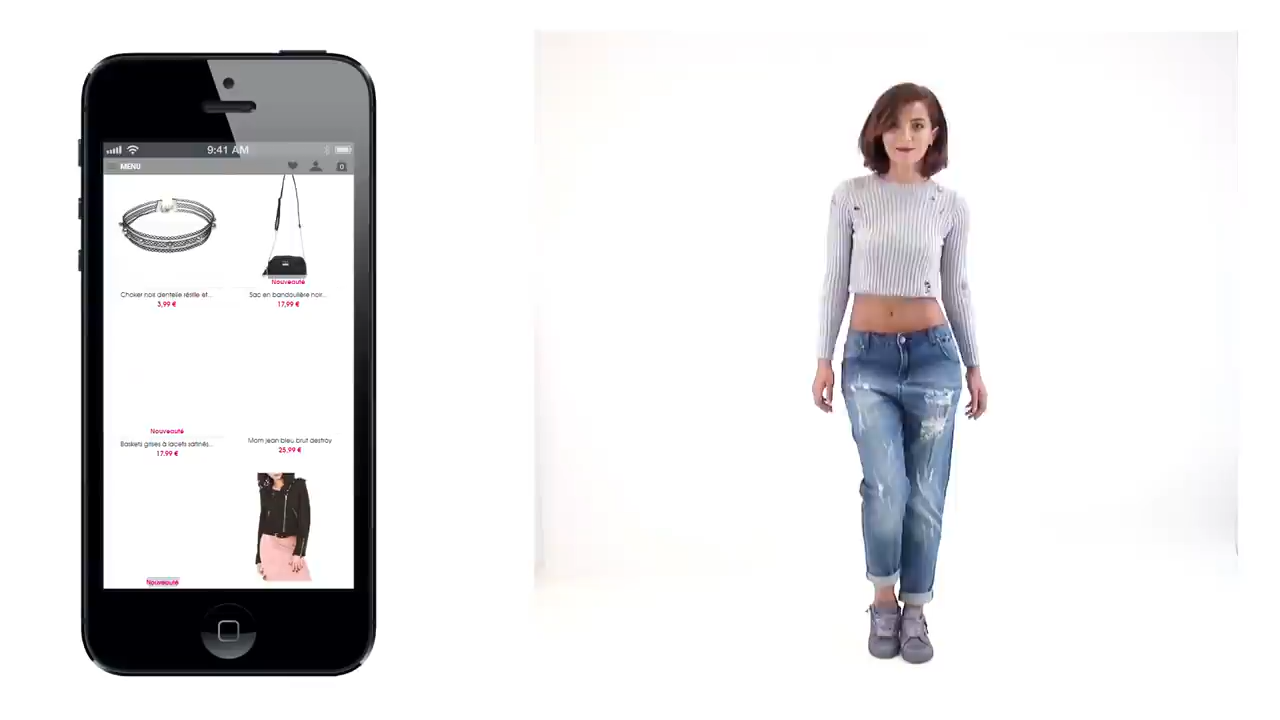 9:41 AM
MENU
0
Nouveauté
Choker noir dentelle résille et...
Sac en bandoulière noir...
3,99 €
17,99 €
Nouveauté
Baskets grises à lacets satinés...
Mom jean bleu brut destroy
17,99 €
25,99 €
Nouveauté